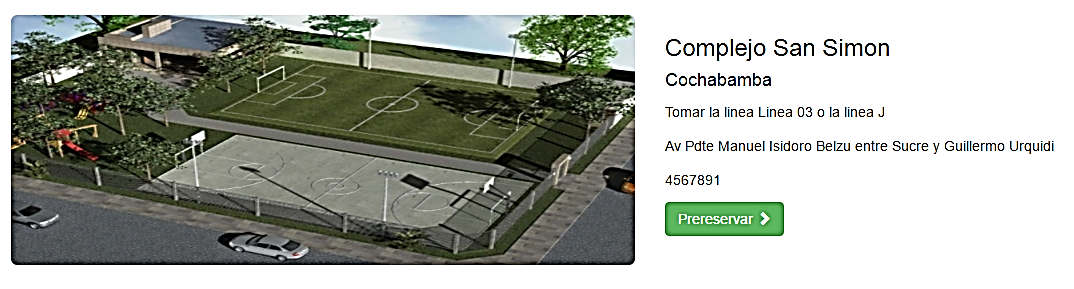 Complejo San Simon
Cochabamba
Tomar la linea Linea 03 o la linea J
Av Pdte Manuel Isidoro Belzu entre Sucre y Guillermo Urquidi
4567891
Prereservar